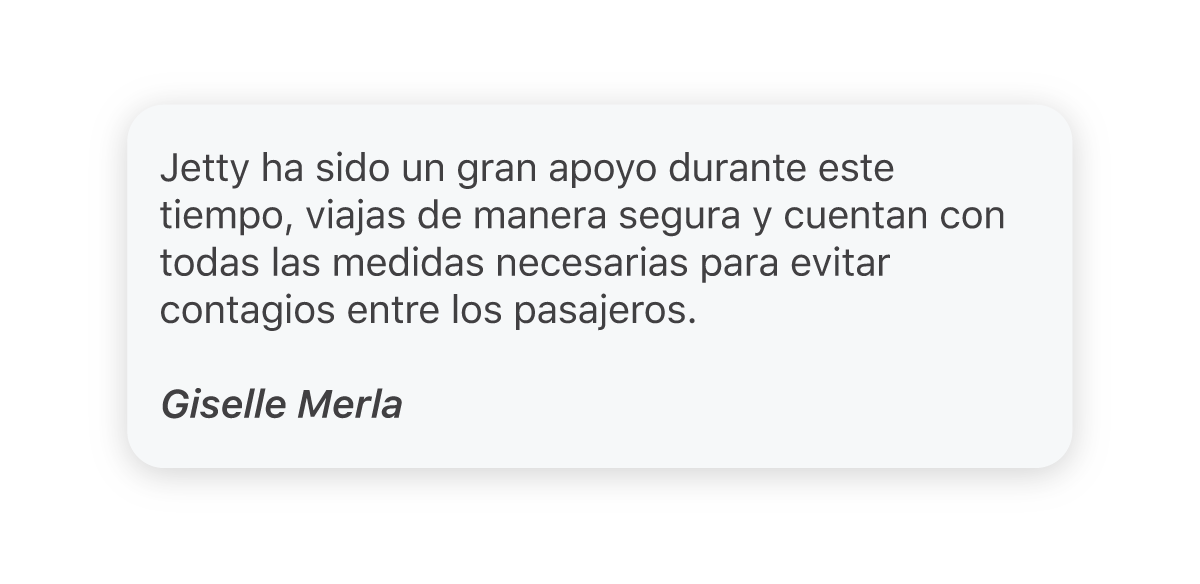 Jetty ha sido un gran apoyo durante este
tiempo, viajas de manera segura y cuentan con
todas las medidas necesarias para evitar
contagios entre los pasajeros.
Giselle Merla